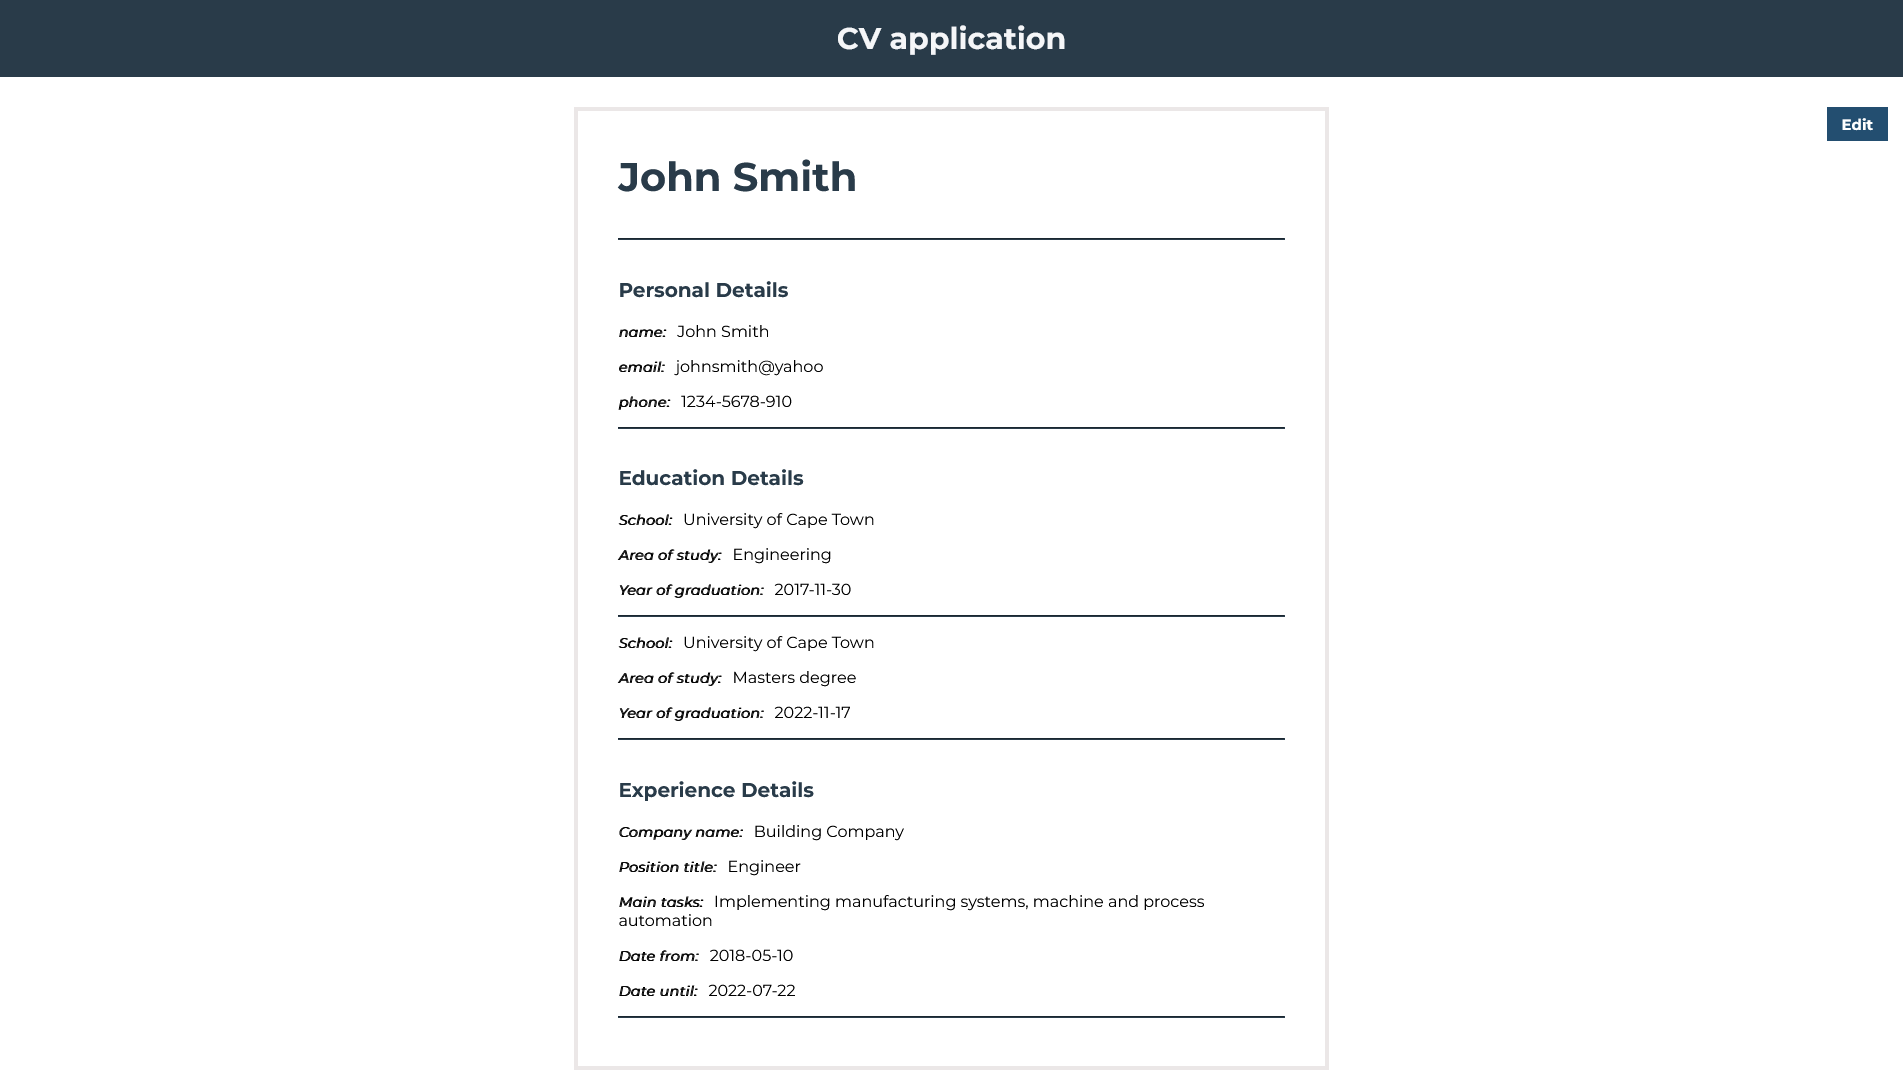 CV application
Edit
John Smith
Personal Details
name: John Smith
email: johnsmith@yahoo
phone: 1234-5678-910
Education Details
School: University of Cape Town
Area of study: Engineering
Year of graduation: 2017-11-30
School: University of Cape Town
Area of study: Masters degree
Year of graduation: 2022-11-17
Experience Details
Company name: Building Company
Position title: Engineer
Main tasks: Implementing manufacturing systems, machine and process
automation
Date from: 2018-05-10
Date until: 2022-07-22